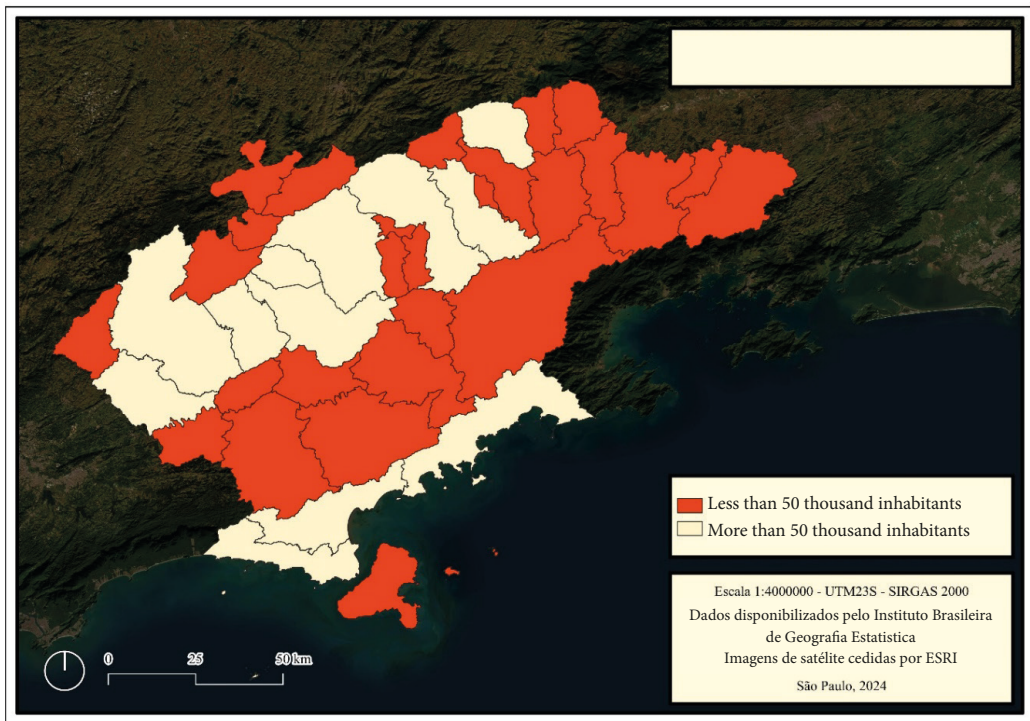 Less than 50 thousand inhabitants
More than 50 thousand inhabitants
Escala 1:4000000 - UTM23S - SIRGAS 2000
Dados disponibilizados pelo Instituto Brasileira
de Geografia Estatistica
Imagens de satélite cedidas por ESRI
São Paulo, 2024
0 25 50 km